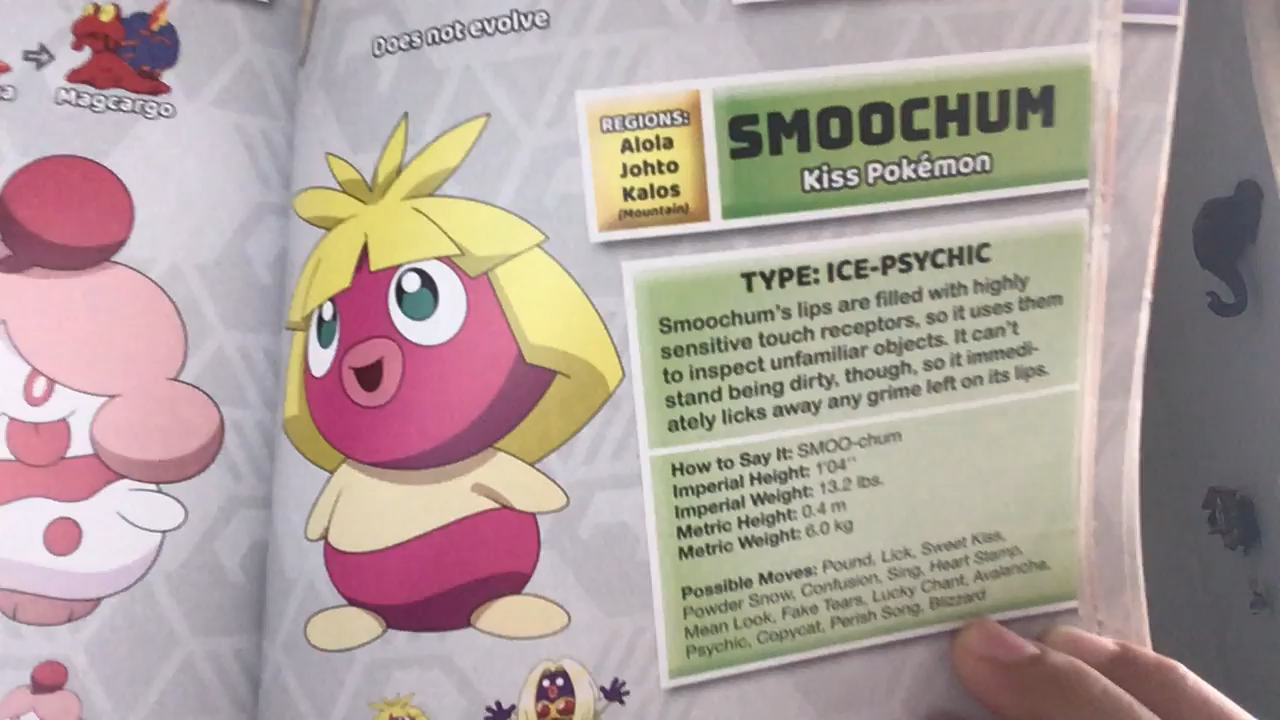 Does not evolve
Magcargo
REGIONS:
Alola
Johto
Kalos
(Mountain)
SMOOCHUM
Kiss Pokémon
TYPE: ICE-PSYCHIC
Smoochum's lips are filled with highly
sensitive touch receptors, so it uses them
to inspect unfamiliar objects. It can't
stand being dirty, though, so it immedi-
ately licks away any grime left on its lips.
How to Say It: SMOO-chum
Imperial Height: 1'04"
Imperial Weight: 13.2 lbs.
Metric Height: 0.4 m
Metric Weight: 6.0 kg
Possible Moves: Pound, Lick, Sweet Kiss,
Powder Snow, Confusion, Sing, Heart Stamp,
Mean Look, Fake Tears, Lucky Chant, Avalanche,
Psychic, Copycat, Perish Song, Blizzard